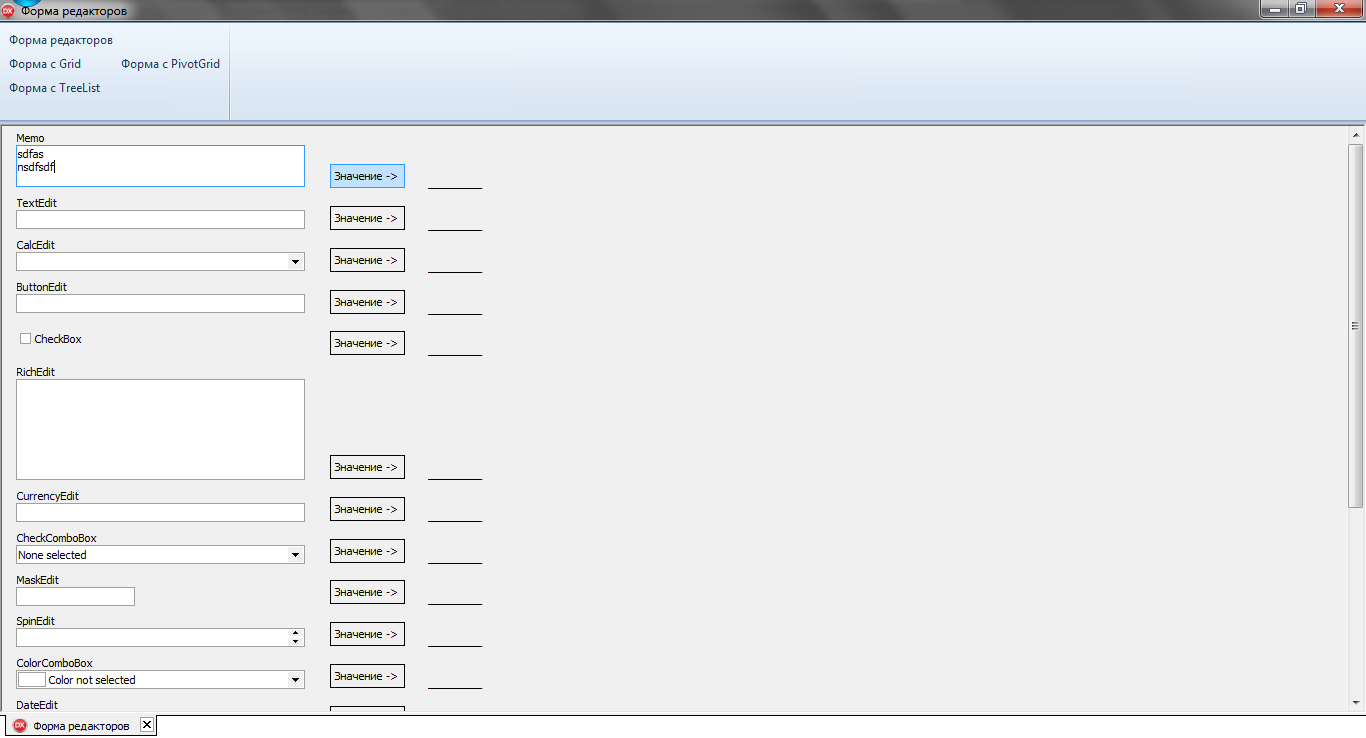 Форма редакторов
Форма редакторов
Форма с Grid Форма с PivotGrid
Форма с TreeList
Memo
sdfas
nsdfsdf
Значение ->
TextEdit
Значение ->
CalcEdit
Значение ->
ButtonEdit
Значение ->
CheckBox
Значение ->
RichEdit
Значение ->
CurrencyEdit
Значение ->
CheckComboBox
None selected
Значение ->
MaskEdit
Значение ->
SpinEdit
Значение ->
ColorComboBox
Color not selected
Значение ->
DateEdit
DX Форма редакторов